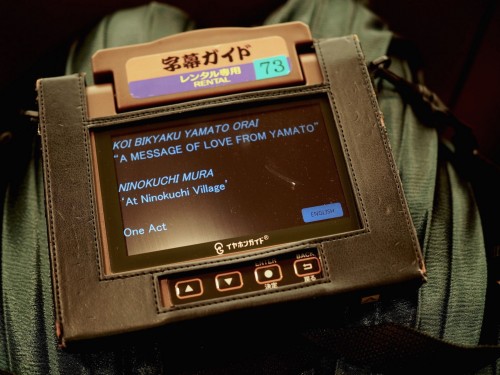 字幕ガイド
レンタル専用
RENTAL
73
KOI BIKYAKU YAMATO ORAI
"A MESSAGE OF LOVE FROM YAMATO"
NINOKUCHI MURA
'At Ninokuchi Village'
ENGLISH
One Act
イヤホンガイド®
ENTER
BACK
決定
戻る